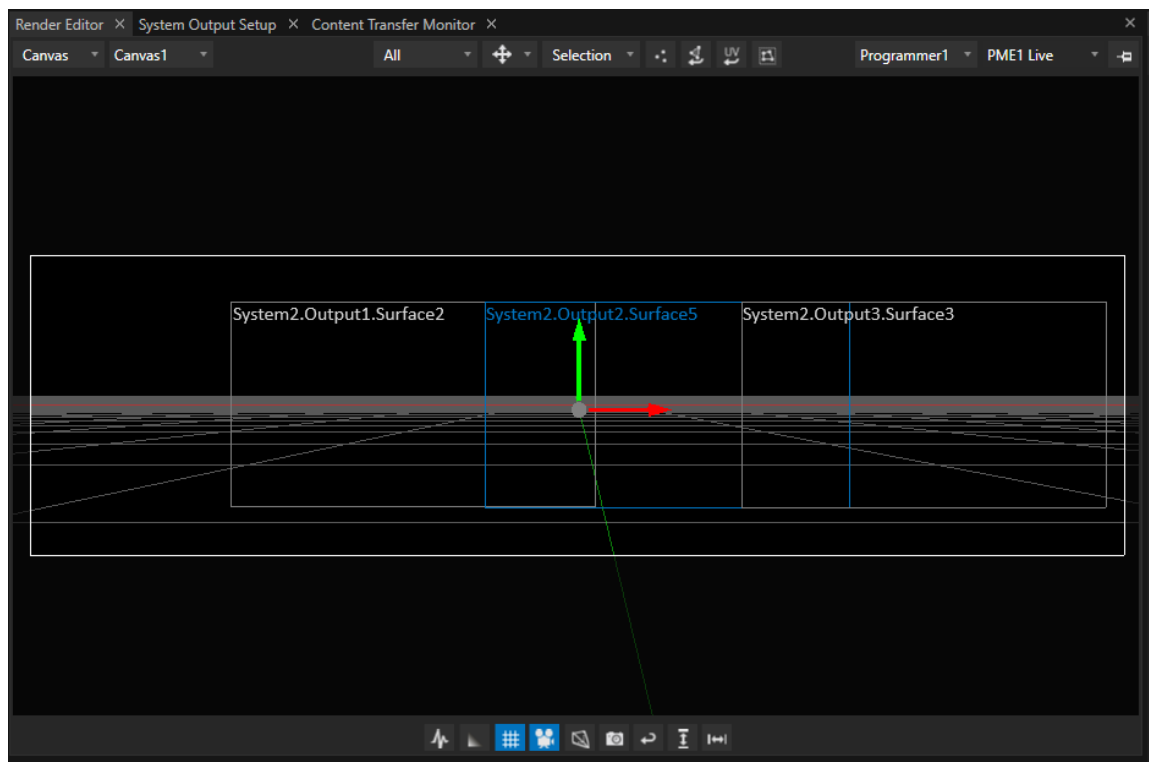 Render Editor × System Output Setup × Content Transfer Monitor ×
Canvas Canvas1 All Selection UV Programmer1 PME1 Live
System2.Output1.Surface2 System2.Output2.Surface5 System2.Output3.Surface3